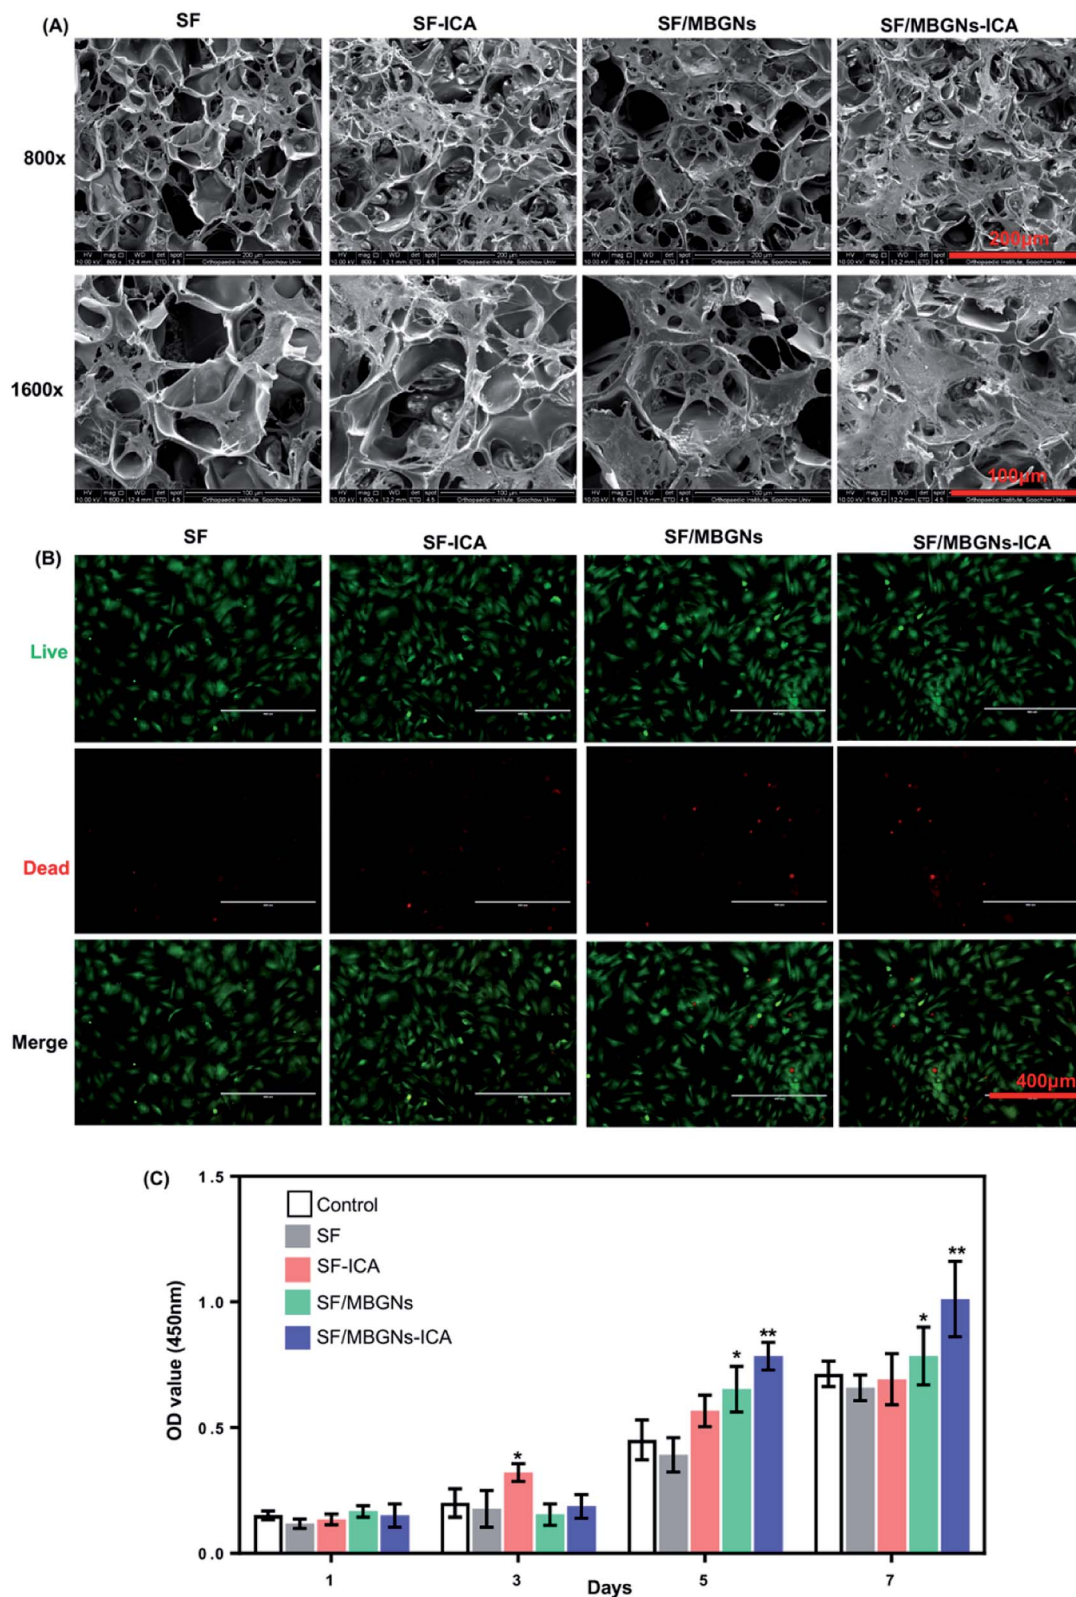 (A)
SF
SF-ICA
SF/MBGNs
SF/MBGNs-ICA
800x
200µm
1600x
100µm
(B)
SF
SF-ICA
SF/MBGNs
SF/MBGNs-ICA
Live
Dead
Merge
400µm
(C)
OD value (450nm)
1.5
1.0
0.5
0.0
Control
SF
SF-ICA
SF/MBGNs
SF/MBGNs-ICA
*
*
**
*
**
1
3
5
7
Days